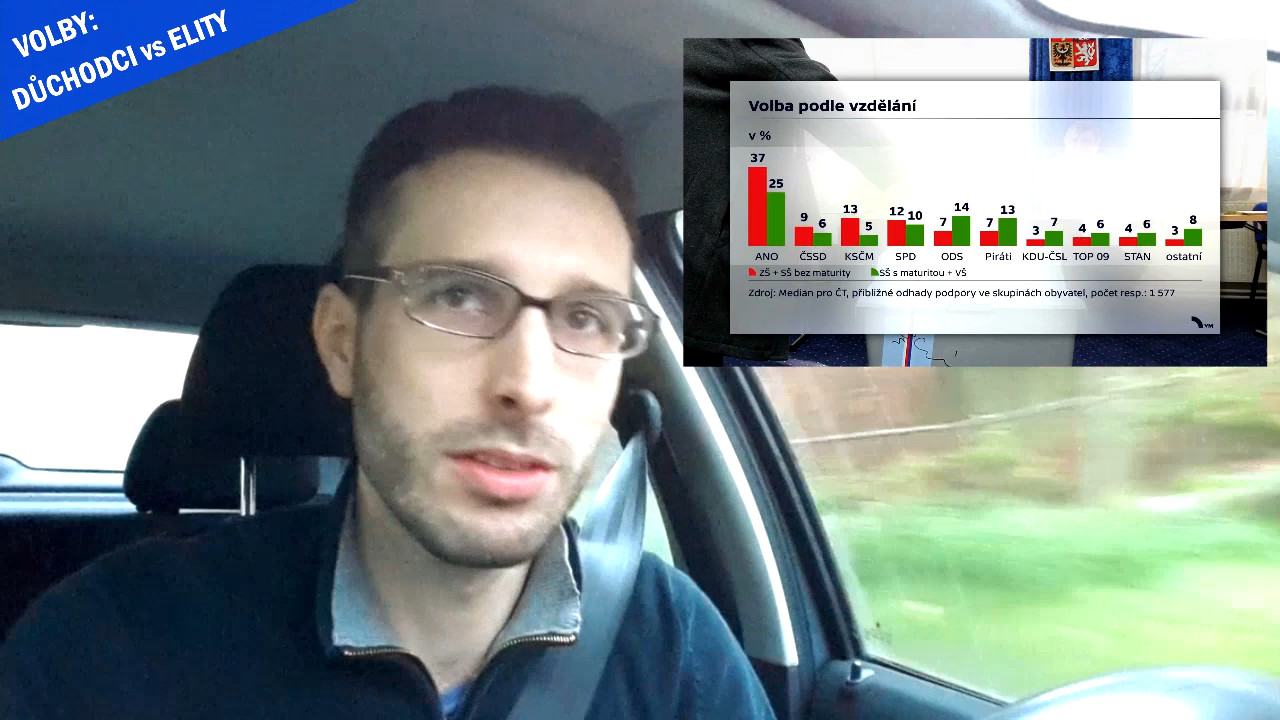 VOLBY:
DŮCHODCI vs ELITY
Volba podle vzdělání
v %
37 25 9 6 13 5 12 10 7 14 7 13 3 7 4 6 4 6 3 8
ANO ČSSD KSČM SPD ODS Piráti KDU-ČSL TOP 09 STAN ostatní
ZŠ + SŠ bez maturity SŠ s maturitou + VŠ
Zdroj: Median pro ČT, přibližné odhady podpory ve skupinách obyvatel, počet resp.: 1 577
VM